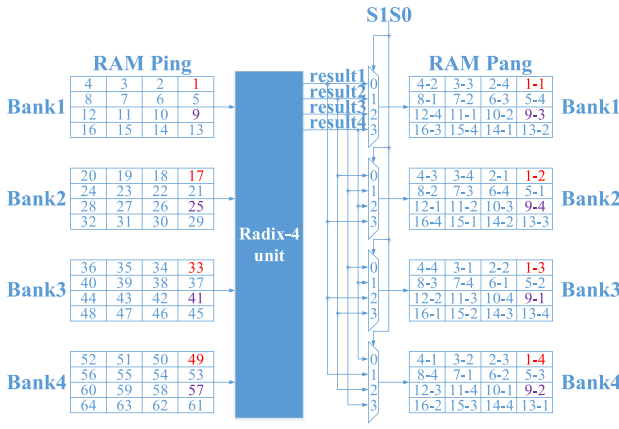 S1S0
RAM Ping
RAM Pang
Bank1
4 3 2 1
8 7 6 5
12 11 10 9
16 15 14 13
Bank2
20 19 18 17
24 23 22 21
28 27 26 25
32 31 30 29
Bank3
36 35 34 33
40 39 38 37
44 43 42 41
48 47 46 45
Bank4
52 51 50 49
56 55 54 53
60 59 58 57
64 63 62 61
Radix-4
unit
result1
result2
result3
result4
0
1
2
3
0
1
2
3
0
1
2
3
0
1
2
3
4-2 3-3 2-4 1-1
8-1 7-2 6-3 5-4
12-4 11-1 10-2 9-3
16-3 15-4 14-1 13-2
Bank1
4-3 3-4 2-1 1-2
8-2 7-3 6-4 5-1
12-1 11-2 10-3 9-4
16-4 15-1 14-2 13-3
Bank2
4-4 3-1 2-2 1-3
8-3 7-4 6-1 5-2
12-2 11-3 10-4 9-1
16-1 15-2 14-3 13-4
Bank3
4-1 3-2 2-3 1-4
8-4 7-1 6-2 5-3
12-3 11-4 10-1 9-2
16-2 15-3 14-4 13-1
Bank4